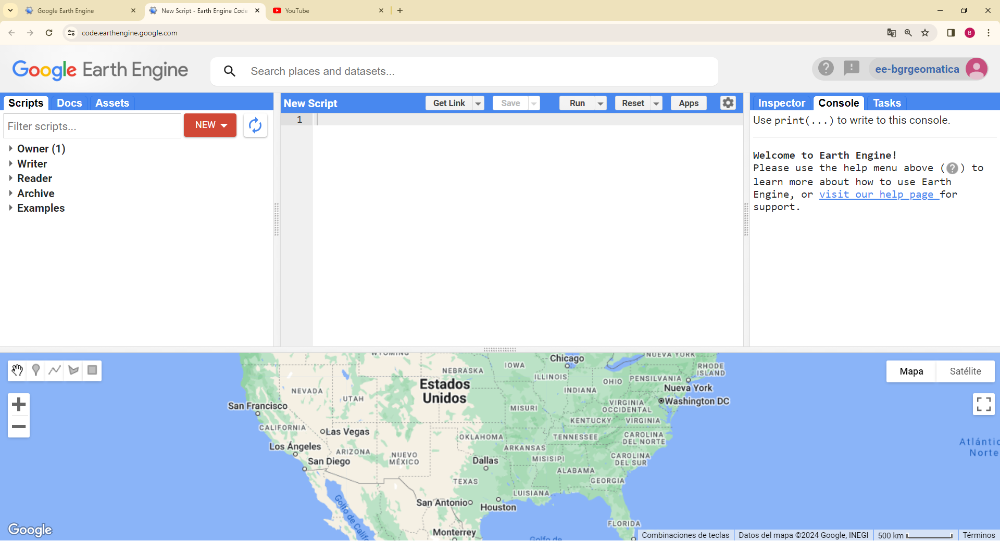 Google Earth Engine
New Script - Earth Engine Code
YouTube
code.earthengine.google.com
B
Google Earth Engine
Search places and datasets...
ee-bgrgeomatica
Scripts Docs Assets
New Script
Get Link Save Run Reset Apps
Inspector Console Tasks
Filter scripts...
NEW
1
Use print(...) to write to this console.
Owner (1)
Writer
Reader
Archive
Examples
Welcome to Earth Engine!
Please use the help menu above (?) to
learn more about how to use Earth
Engine, or visit our help page for
support.
Mapa Satélite
WYOMING
NUEVA YORK
Chicago
IOWA
RHODE
ISLAND
NEBRASKA
ILLINOIS
PENSILVANIA
OHIO
Estados
Unidos
NEVADA
INDIANA
Nueva York
UTAH
Washington DC
San Francisco
MISURI
VIRGINIA
OCCIDENTAL
KENTUCKY
VIRGINIA
CALIFORNIA
Las Vegas
OKLAHOMA
TENNESSEE
CAROLINA
DEL NORTE
Atlántic
Norte
Los Ángeles
ARIZONA
ARKANSAS
NUEVO
MÉXICO
San Diego
Dallas
MISISIPI
CAROLINA
DEL SUR
ALABAMA
TEXAS
GEORGIA
LUISIANA
San Antonio
Houston
Golfo de Califo
FLORIDA
Monterrey
Golfo de
Google
Combinaciones de teclas
Datos del mapa ©2024 Google, INEGI
500 km
Términos